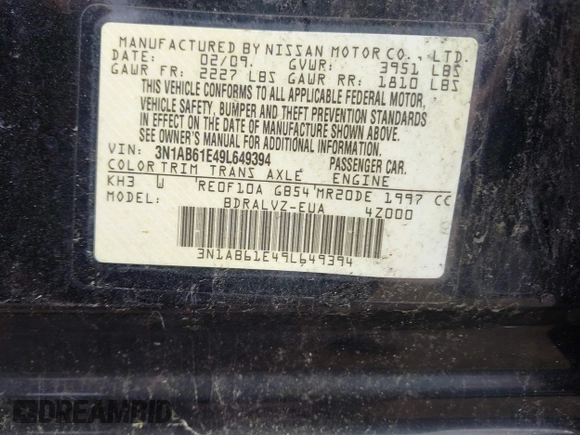 MANUFACTURED BY NISSAN MOTOR CO., LTD.
DATE: 02/09. GVWR: 3951 LBS
GAWR FR: 2227 LBS GAWR RR: 1810 LBS
THIS VEHICLE CONFORMS TO ALL APPLICABLE FEDERAL MOTOR
VEHICLE SAFETY, BUMPER AND THEFT PREVENTION STANDARDS
IN EFFECT ON THE DATE OF MANUFACTURE SHOWN ABOVE.
SEE OWNER'S MANUAL FOR ADDITIONAL INFORMATION.
VIN: 3N1AB61E49L649394 PASSENGER CAR.
COLOR TRIM TRANS AXLE ENGINE
KH3 W RE0F10A GB54 MR20DE 1997 CC
MODEL: BDRALVZ-EUA 4Z000
3N1AB61E49L649394
DREAMBID